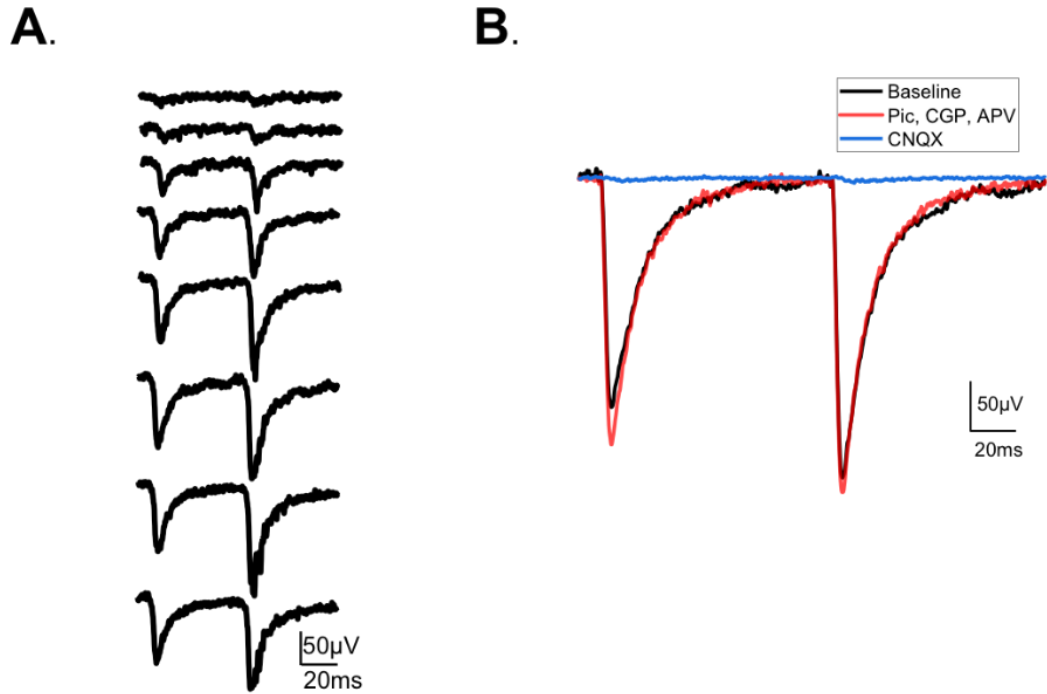 A.
B.
Baseline
Pic, CGP, APV
CNQX
50µV
20ms
50µV
20ms